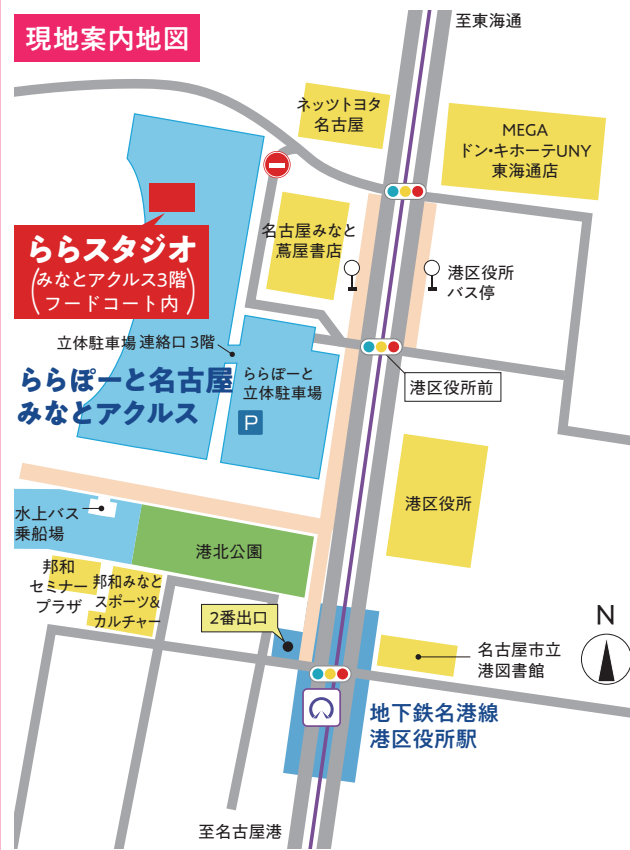 現地案内地図
至東海通
ネッツトヨタ
名古屋
MEGA
ドン・キホーテUNY
東海通店
ららスタジオ
(みなとアクルス3階
フードコート内)
名古屋みなと
蔦屋書店
港区役所
バス停
立体駐車場 連絡口 3階
ららぽーと名古屋
みなとアクルス
ららぽーと
立体駐車場
P
港区役所前
水上バス
乗船場
港北公園
港区役所
邦和
セミナー
プラザ
邦和みなと
スポーツ&
カルチャー
2番出口
N
名古屋市立
港図書館
地下鉄名港線
港区役所駅
至名古屋港